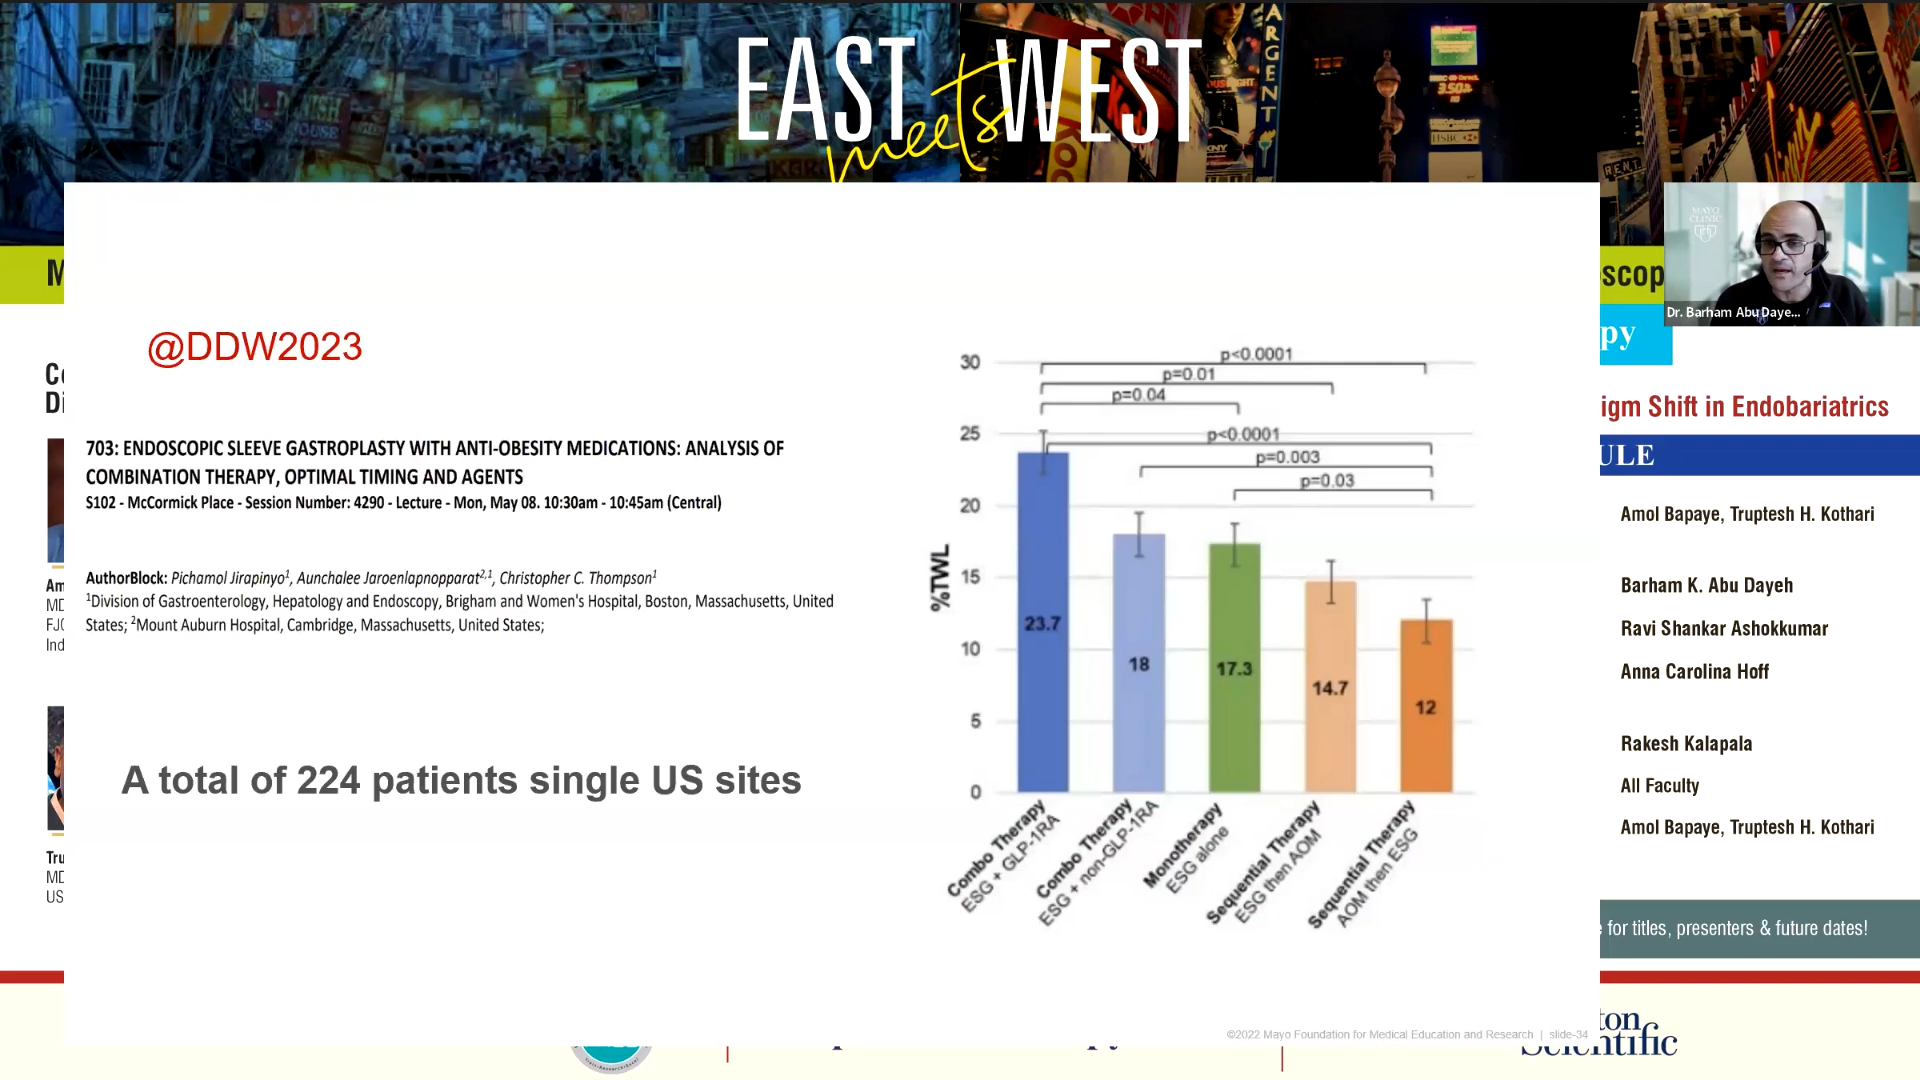 EAST meets WEST
RENT
ARGENT
HSBC
MAYO
CLINIC
Dr. Barham Abu Daye...
@DDW2023
703: ENDOSCOPIC SLEEVE GASTROPLASTY WITH ANTI-OBESITY MEDICATIONS: ANALYSIS OF
COMBINATION THERAPY, OPTIMAL TIMING AND AGENTS
S102 - McCormick Place - Session Number: 4290 - Lecture - Mon, May 08. 10:30am - 10:45am (Central)
AuthorBlock: Pichamol Jirapinyo¹, Aunchalee Jaroenlapnopparat²,¹, Christopher C. Thompson¹
¹Division of Gastroenterology, Hepatology and Endoscopy, Brigham and Women's Hospital, Boston, Massachusetts, United
States; ²Mount Auburn Hospital, Cambridge, Massachusetts, United States;
A total of 224 patients single US sites
%TWL
30
25
20
15
10
5
0
p<0.0001
p=0.01
p=0.04
p<0.0001
p=0.003
p=0.03
23.7
18
17.3
14.7
12
Combo Therapy
ESG + GLP-1RA
Combo Therapy
ESG + non-GLP-1RA
Monotherapy
ESG alone
Sequential Therapy
ESG then AOM
Sequential Therapy
AOM then ESG
©2022 Mayo Foundation for Medical Education and Research | slide-34
M
scop
py
igm Shift in Endobariatrics
ULE
Amol Bapaye, Truptesh H. Kothari
Barham K. Abu Dayeh
Ravi Shankar Ashokkumar
Anna Carolina Hoff
Rakesh Kalapala
All Faculty
Amol Bapaye, Truptesh H. Kothari
for titles, presenters & future dates!
ton
Scientific
Di
Am
MD
Ind
Tru
MD
US